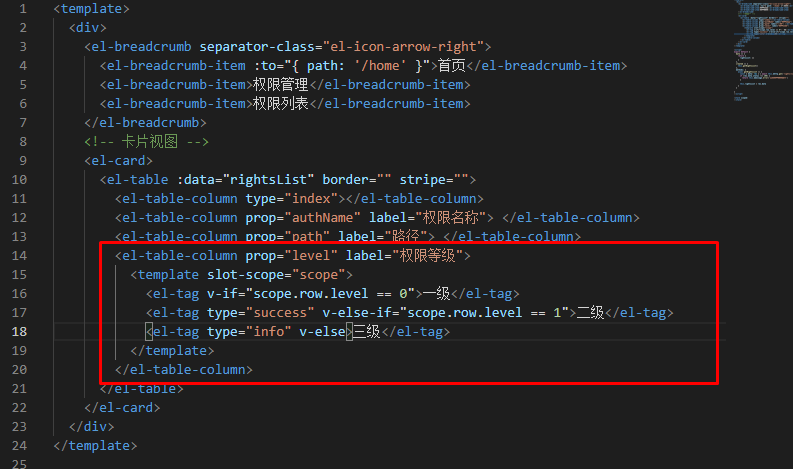 1 <template>
2 <div>
3 <el-breadcrumb separator-class="el-icon-arrow-right">
4 <el-breadcrumb-item :to="{ path: '/home' }">首页</el-breadcrumb-item>
5 <el-breadcrumb-item>权限管理</el-breadcrumb-item>
6 <el-breadcrumb-item>权限列表</el-breadcrumb-item>
7 </el-breadcrumb>
8 <!-- 卡片视图 -->
9 <el-card>
10 <el-table :data="rightsList" border="" stripe="">
11 <el-table-column type="index"></el-table-column>
12 <el-table-column prop="authName" label="权限名称"> </el-table-column>
13 <el-table-column prop="path" label="路径"> </el-table-column>
14 <el-table-column prop="level" label="权限等级">
15 <template slot-scope="scope">
16 <el-tag v-if="scope.row.level == 0">一级</el-tag>
17 <el-tag type="success" v-else-if="scope.row.level == 1">二级</el-tag>
18 <el-tag type="info" v-else>三级</el-tag>
19 </template>
20 </el-table-column>
21 </el-table>
22 </el-card>
23 </div>
24 </template>
25